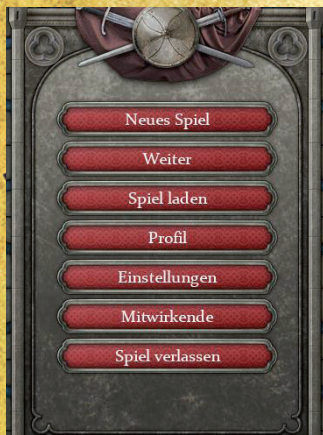 Neues Spiel
Weiter
Spiel laden
Profil
Einstellungen
Mitwirkende
Spiel verlassen